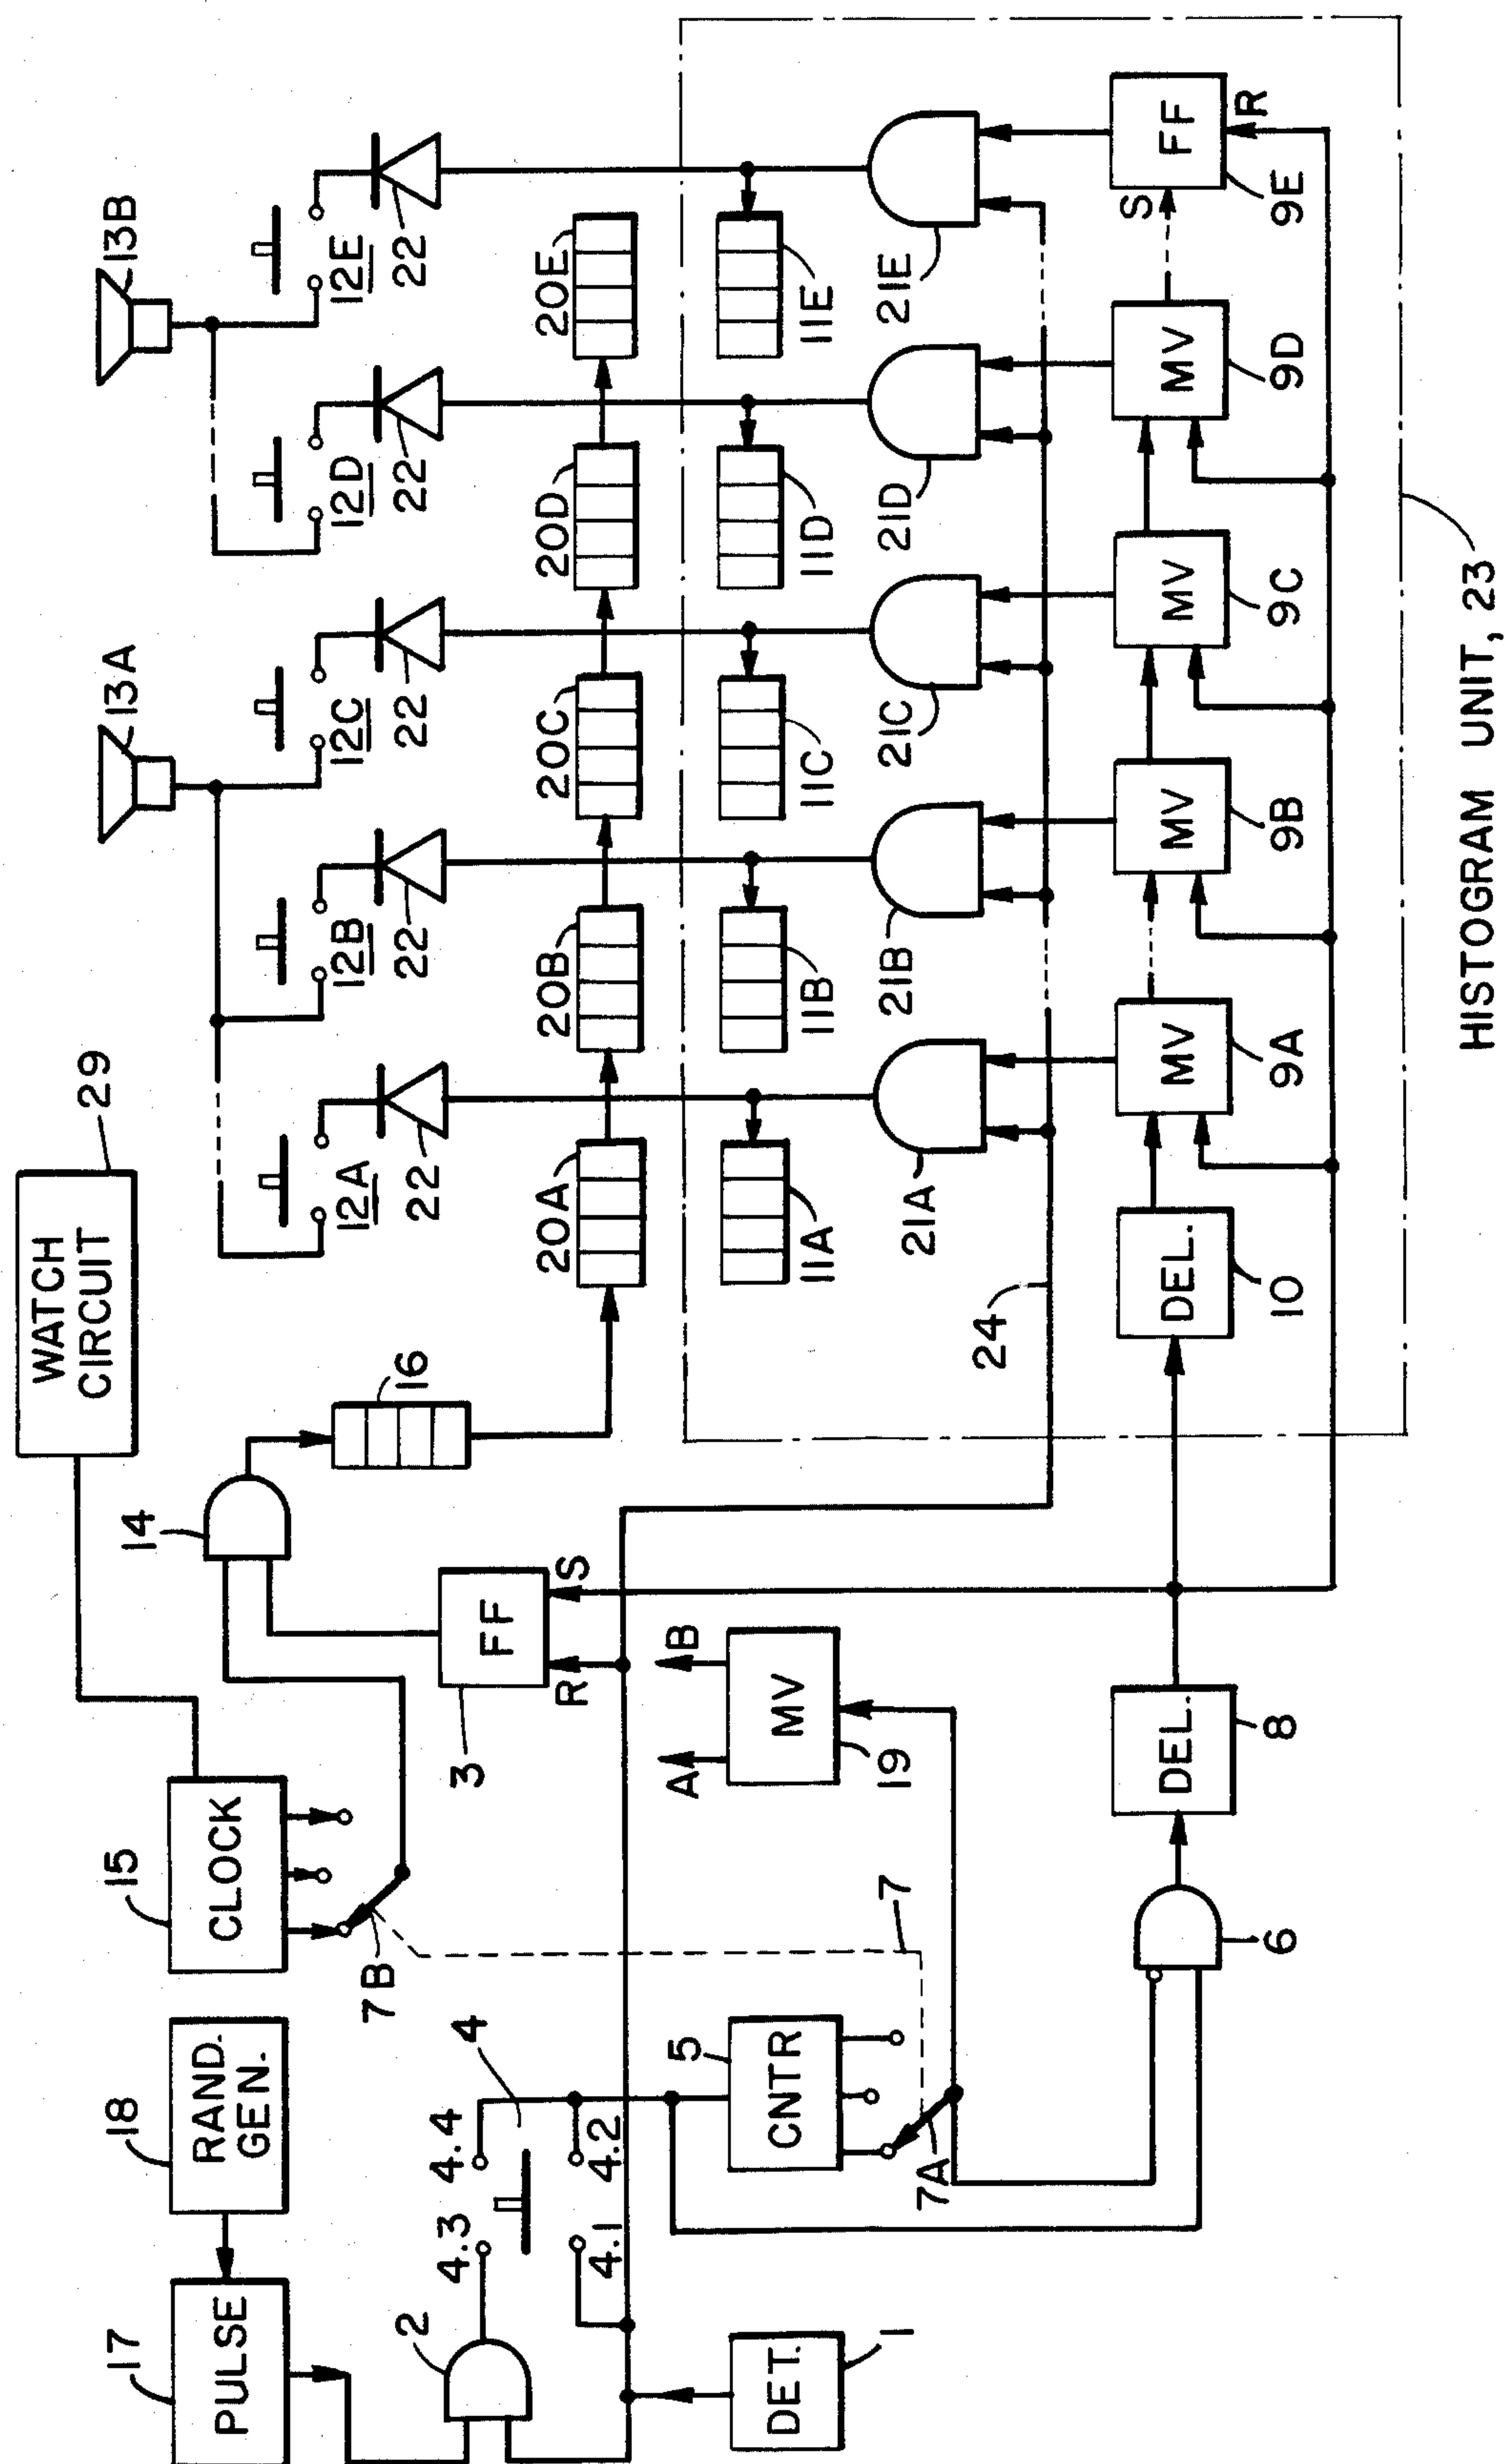 13A
13B
WATCH
CIRCUIT
29
12A
12B
12C
12D
12E
22
22
22
22
22
14
16
20A
20B
20C
20D
20E
15
CLOCK
7B
18
RAND.
GEN.
17
PULSE
3
FF
R
S
11A
11B
11C
11D
11E
4
4.4
4.3
4.2
4.1
2
A
B
MV
19
21A
21B
21C
21D
21E
24
5
CNTR
7
7A
DET.
1
6
DEL.
8
DEL.
10
MV
9A
MV
9B
MV
9C
MV
9D
S
FF
R
9E
HISTOGRAM UNIT, 23